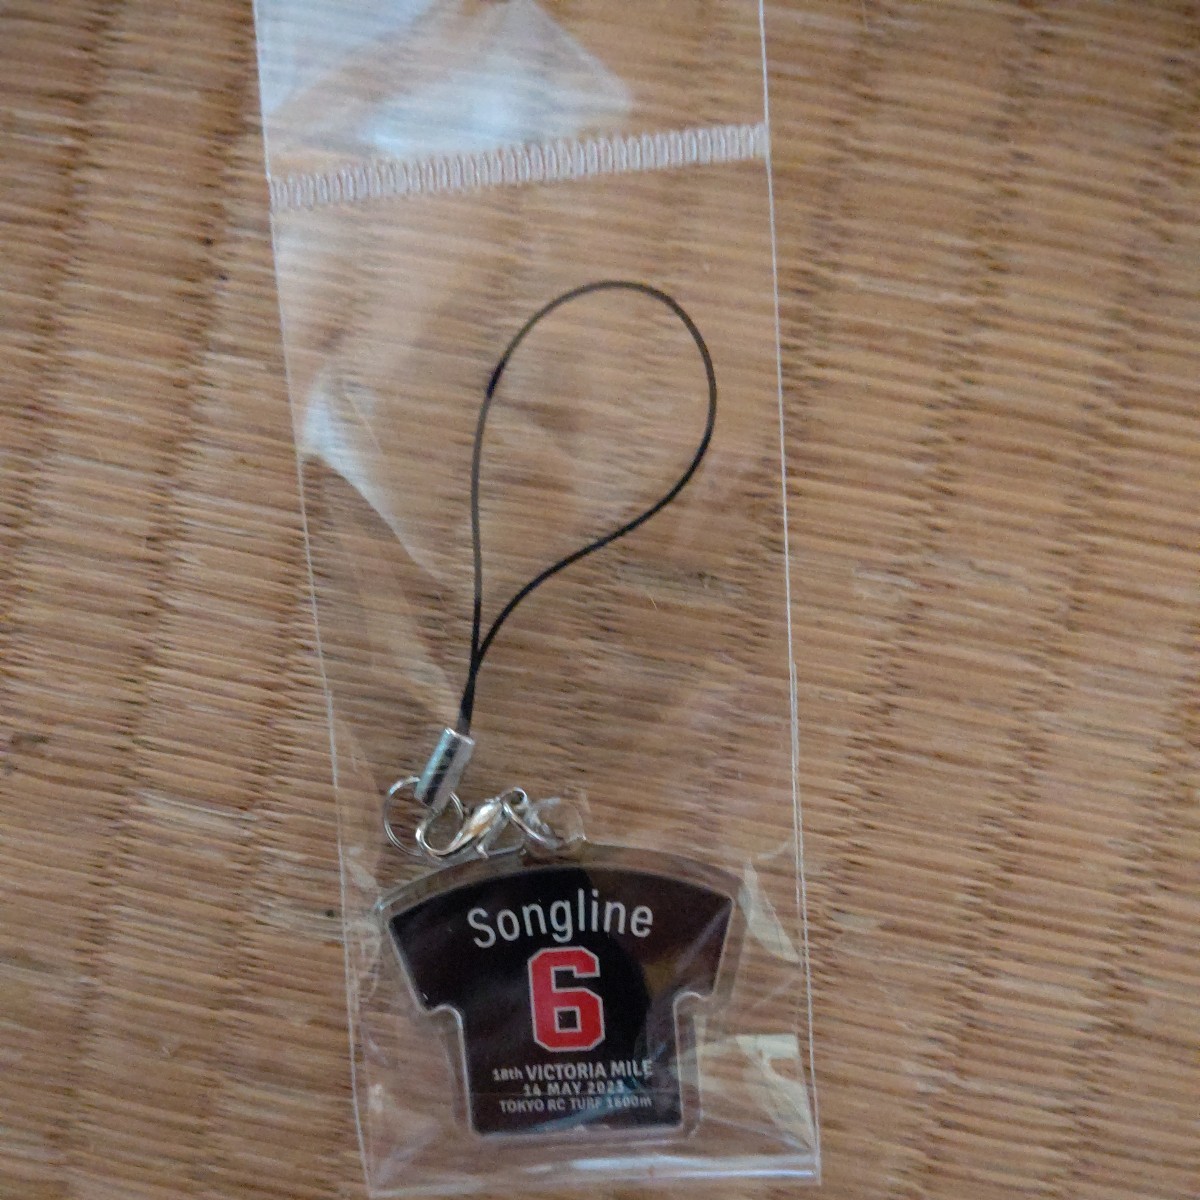 Songline
6
18th VICTORIA MILE
14 MAY 2023
TOKYO RC TURF 1600m